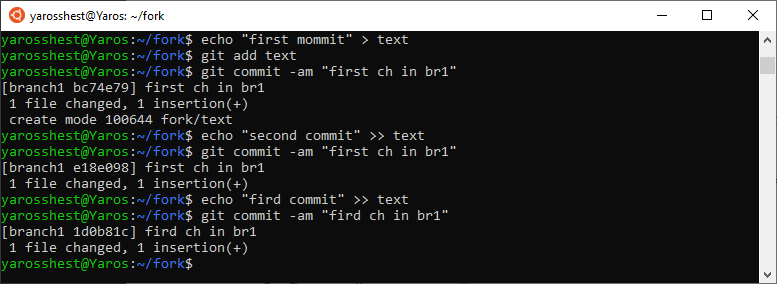 yarosshest@Yaros: ~/fork
yarosshest@Yaros:~/fork$ echo "first mommit" > text
yarosshest@Yaros:~/fork$ git add text
yarosshest@Yaros:~/fork$ git commit -am "first ch in br1"
[branch1 bc74e79] first ch in br1
 1 file changed, 1 insertion(+)
 create mode 100644 fork/text
yarosshest@Yaros:~/fork$ echo "second commit" >> text
yarosshest@Yaros:~/fork$ git commit -am "first ch in br1"
[branch1 e18e098] first ch in br1
 1 file changed, 1 insertion(+)
yarosshest@Yaros:~/fork$ echo "fird commit" >> text
yarosshest@Yaros:~/fork$ git commit -am "fird ch in br1"
[branch1 1d0b81c] fird ch in br1
 1 file changed, 1 insertion(+)
yarosshest@Yaros:~/fork$